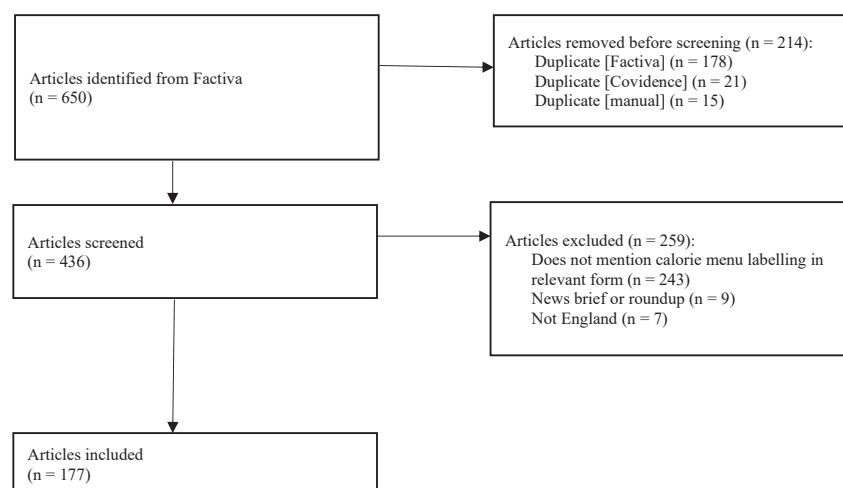 Articles identified from Factiva
(n = 650)
Articles removed before screening (n = 214):
Duplicate [Factiva] (n = 178)
Duplicate [Covidence] (n = 21)
Duplicate [manual] (n = 15)
Articles screened
(n = 436)
Articles excluded (n = 259):
Does not mention calorie menu labelling in
relevant form (n = 243)
News brief or roundup (n = 9)
Not England (n = 7)
Articles included
(n = 177)